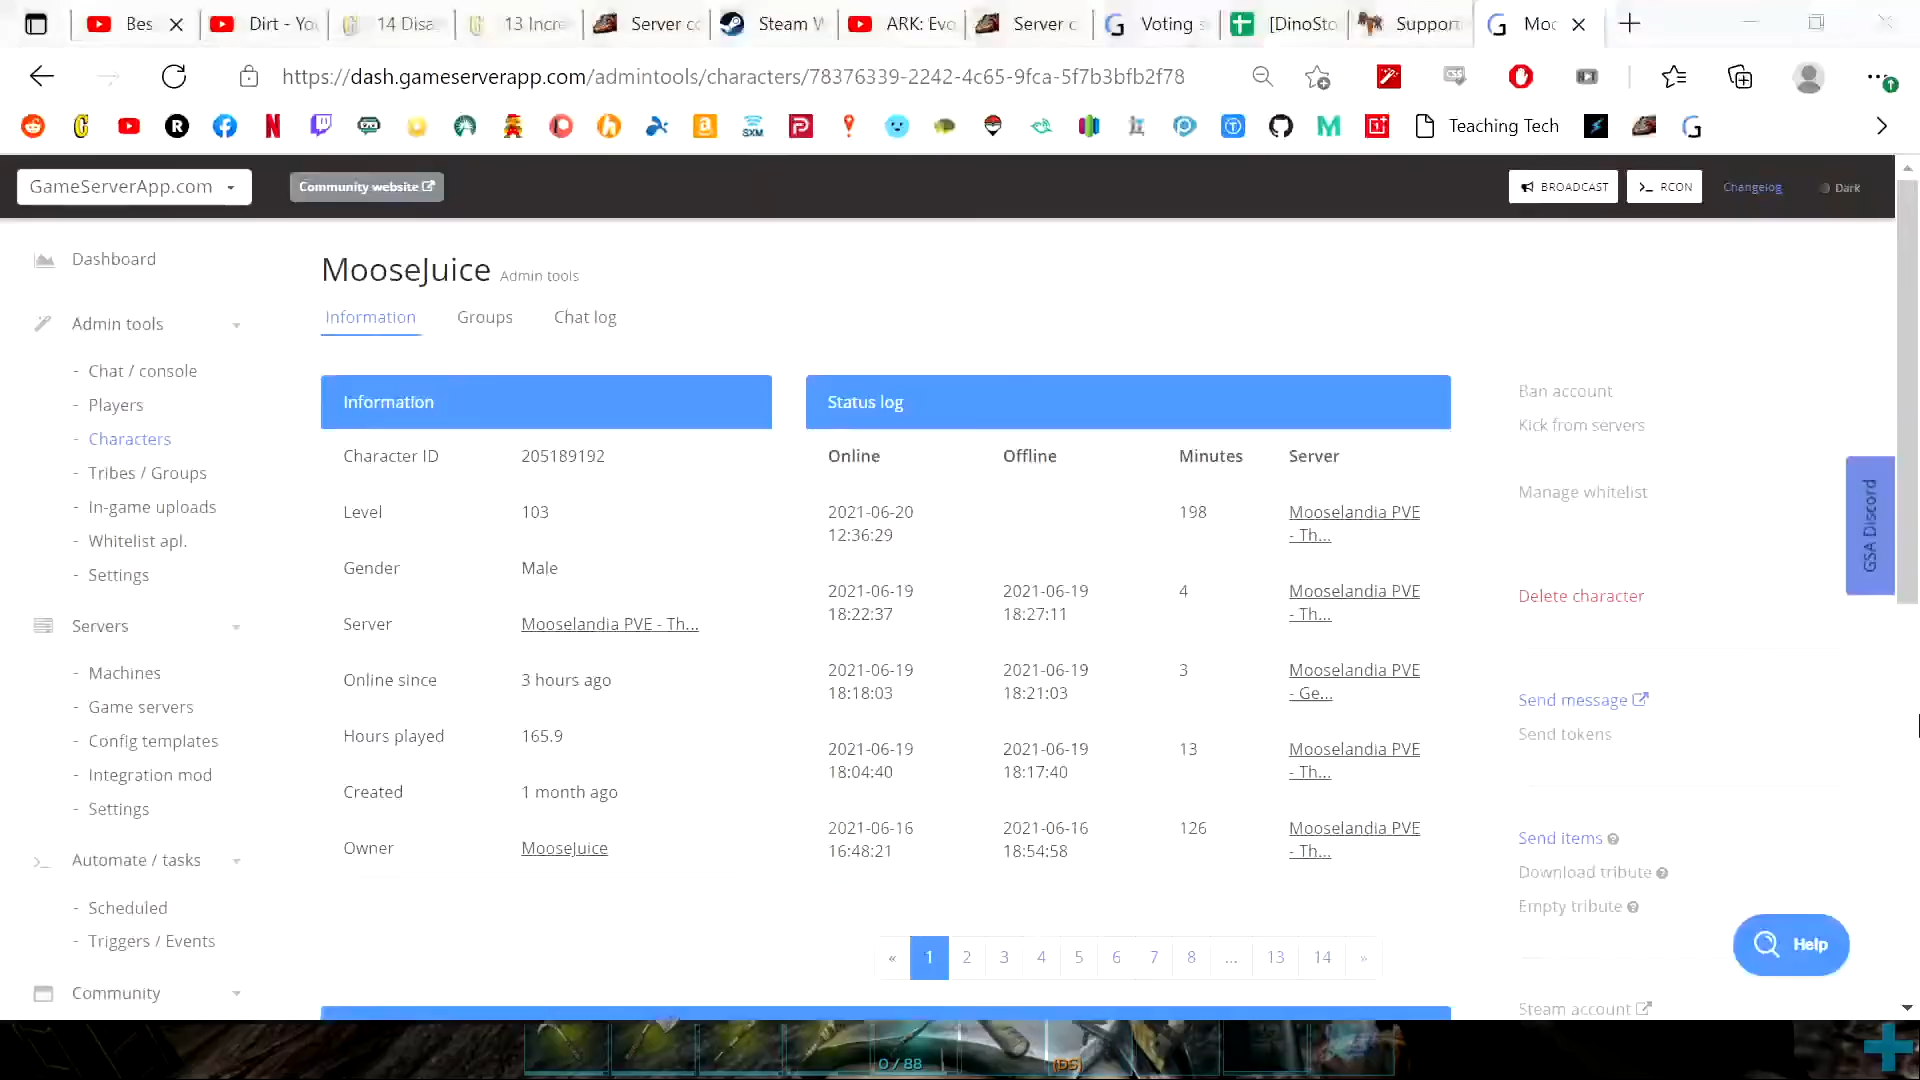 Bes
Dirt - Yo
14 Disa
13 Incre
Server co
Steam W
ARK: Evo
Server c
Voting s
[DinoSto
Support
Moo
https://dash.gameserverapp.com/admintools/characters/78376339-2242-4c65-9fca-5f7b3bfb2f78
Teaching Tech
GameServerApp.com
Community website
BROADCAST
RCON
Changelog
Dark
Dashboard
Admin tools
- Chat / console
- Players
- Characters
- Tribes / Groups
- In-game uploads
- Whitelist apl.
- Settings
Servers
- Machines
- Game servers
- Config templates
- Integration mod
- Settings
Automate / tasks
- Scheduled
- Triggers / Events
Community
MooseJuice Admin tools
Information
Groups
Chat log
Information
Character ID 205189192
Level 103
Gender Male
Server Mooselandia PVE - Th...
Online since 3 hours ago
Hours played 165.9
Created 1 month ago
Owner MooseJuice
Status log
Online Offline Minutes Server
2021-06-20 198 Mooselandia PVE
12:36:29 - Th...
2021-06-19 2021-06-19 4 Mooselandia PVE
18:22:37 18:27:11 - Th...
2021-06-19 2021-06-19 3 Mooselandia PVE
18:18:03 18:21:03 - Ge...
2021-06-19 2021-06-19 13 Mooselandia PVE
18:04:40 18:17:40 - Th...
2021-06-16 2021-06-16 126 Mooselandia PVE
16:48:21 18:54:58 - Th...
« 1 2 3 4 5 6 7 8 ... 13 14 »
Ban account
Kick from servers
Manage whitelist
Delete character
Send message
Send tokens
Send items
Download tribute
Empty tribute
Steam account
GSA Discord
Help
0 / 88
(DS)